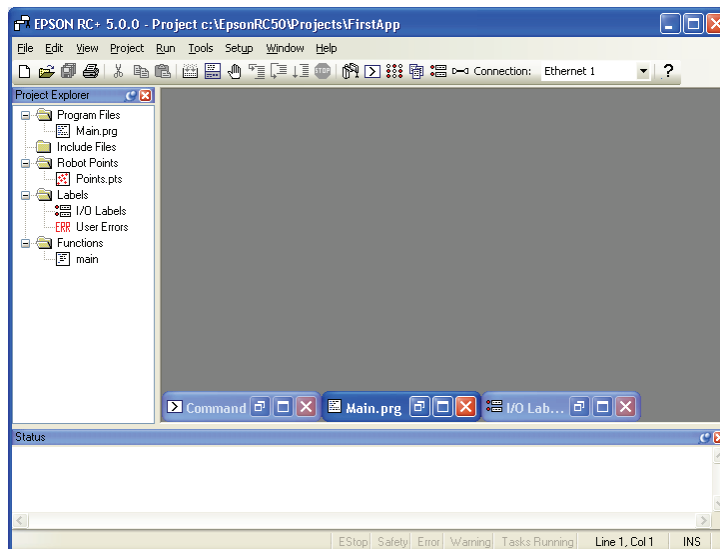 EPSON RC+ 5.0.0 - Project c:\EpsonRC50\Projects\FirstApp
File Edit View Project Run Tools Setup Window Help
STOP Connection: Ethernet 1 ?
Project Explorer
Program Files
Main.prg
Include Files
Robot Points
Points.pts
Labels
I/O Labels
ERR User Errors
Functions
main
Command Main.prg I/O Lab...
Status
EStop Safety Error Warning Tasks Running Line 1, Col 1 INS